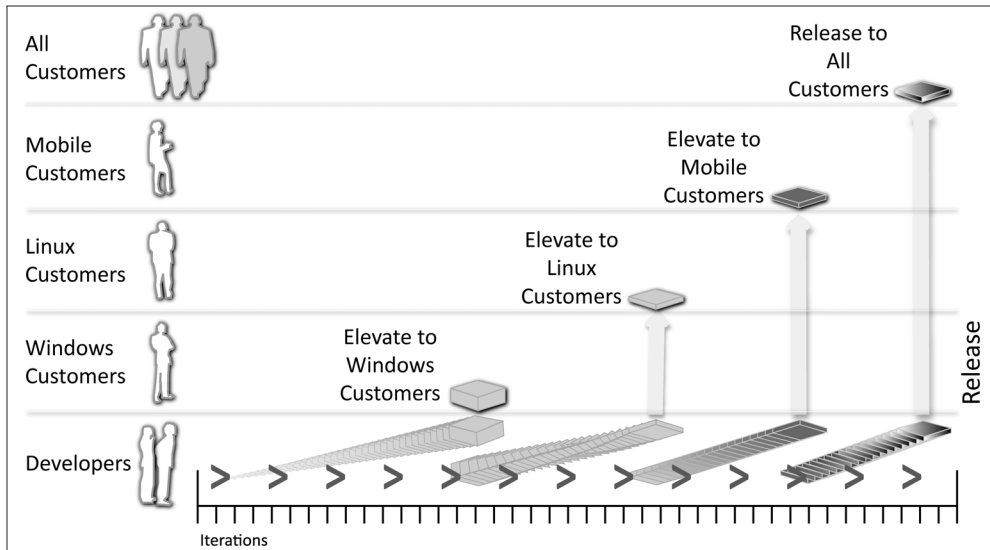 All
Customers
Release to
All
Customers
Mobile
Customers
Elevate to
Mobile
Customers
Linux
Customers
Elevate to
Linux
Customers
Windows
Customers
Elevate to
Windows
Customers
Release
Developers
Iterations